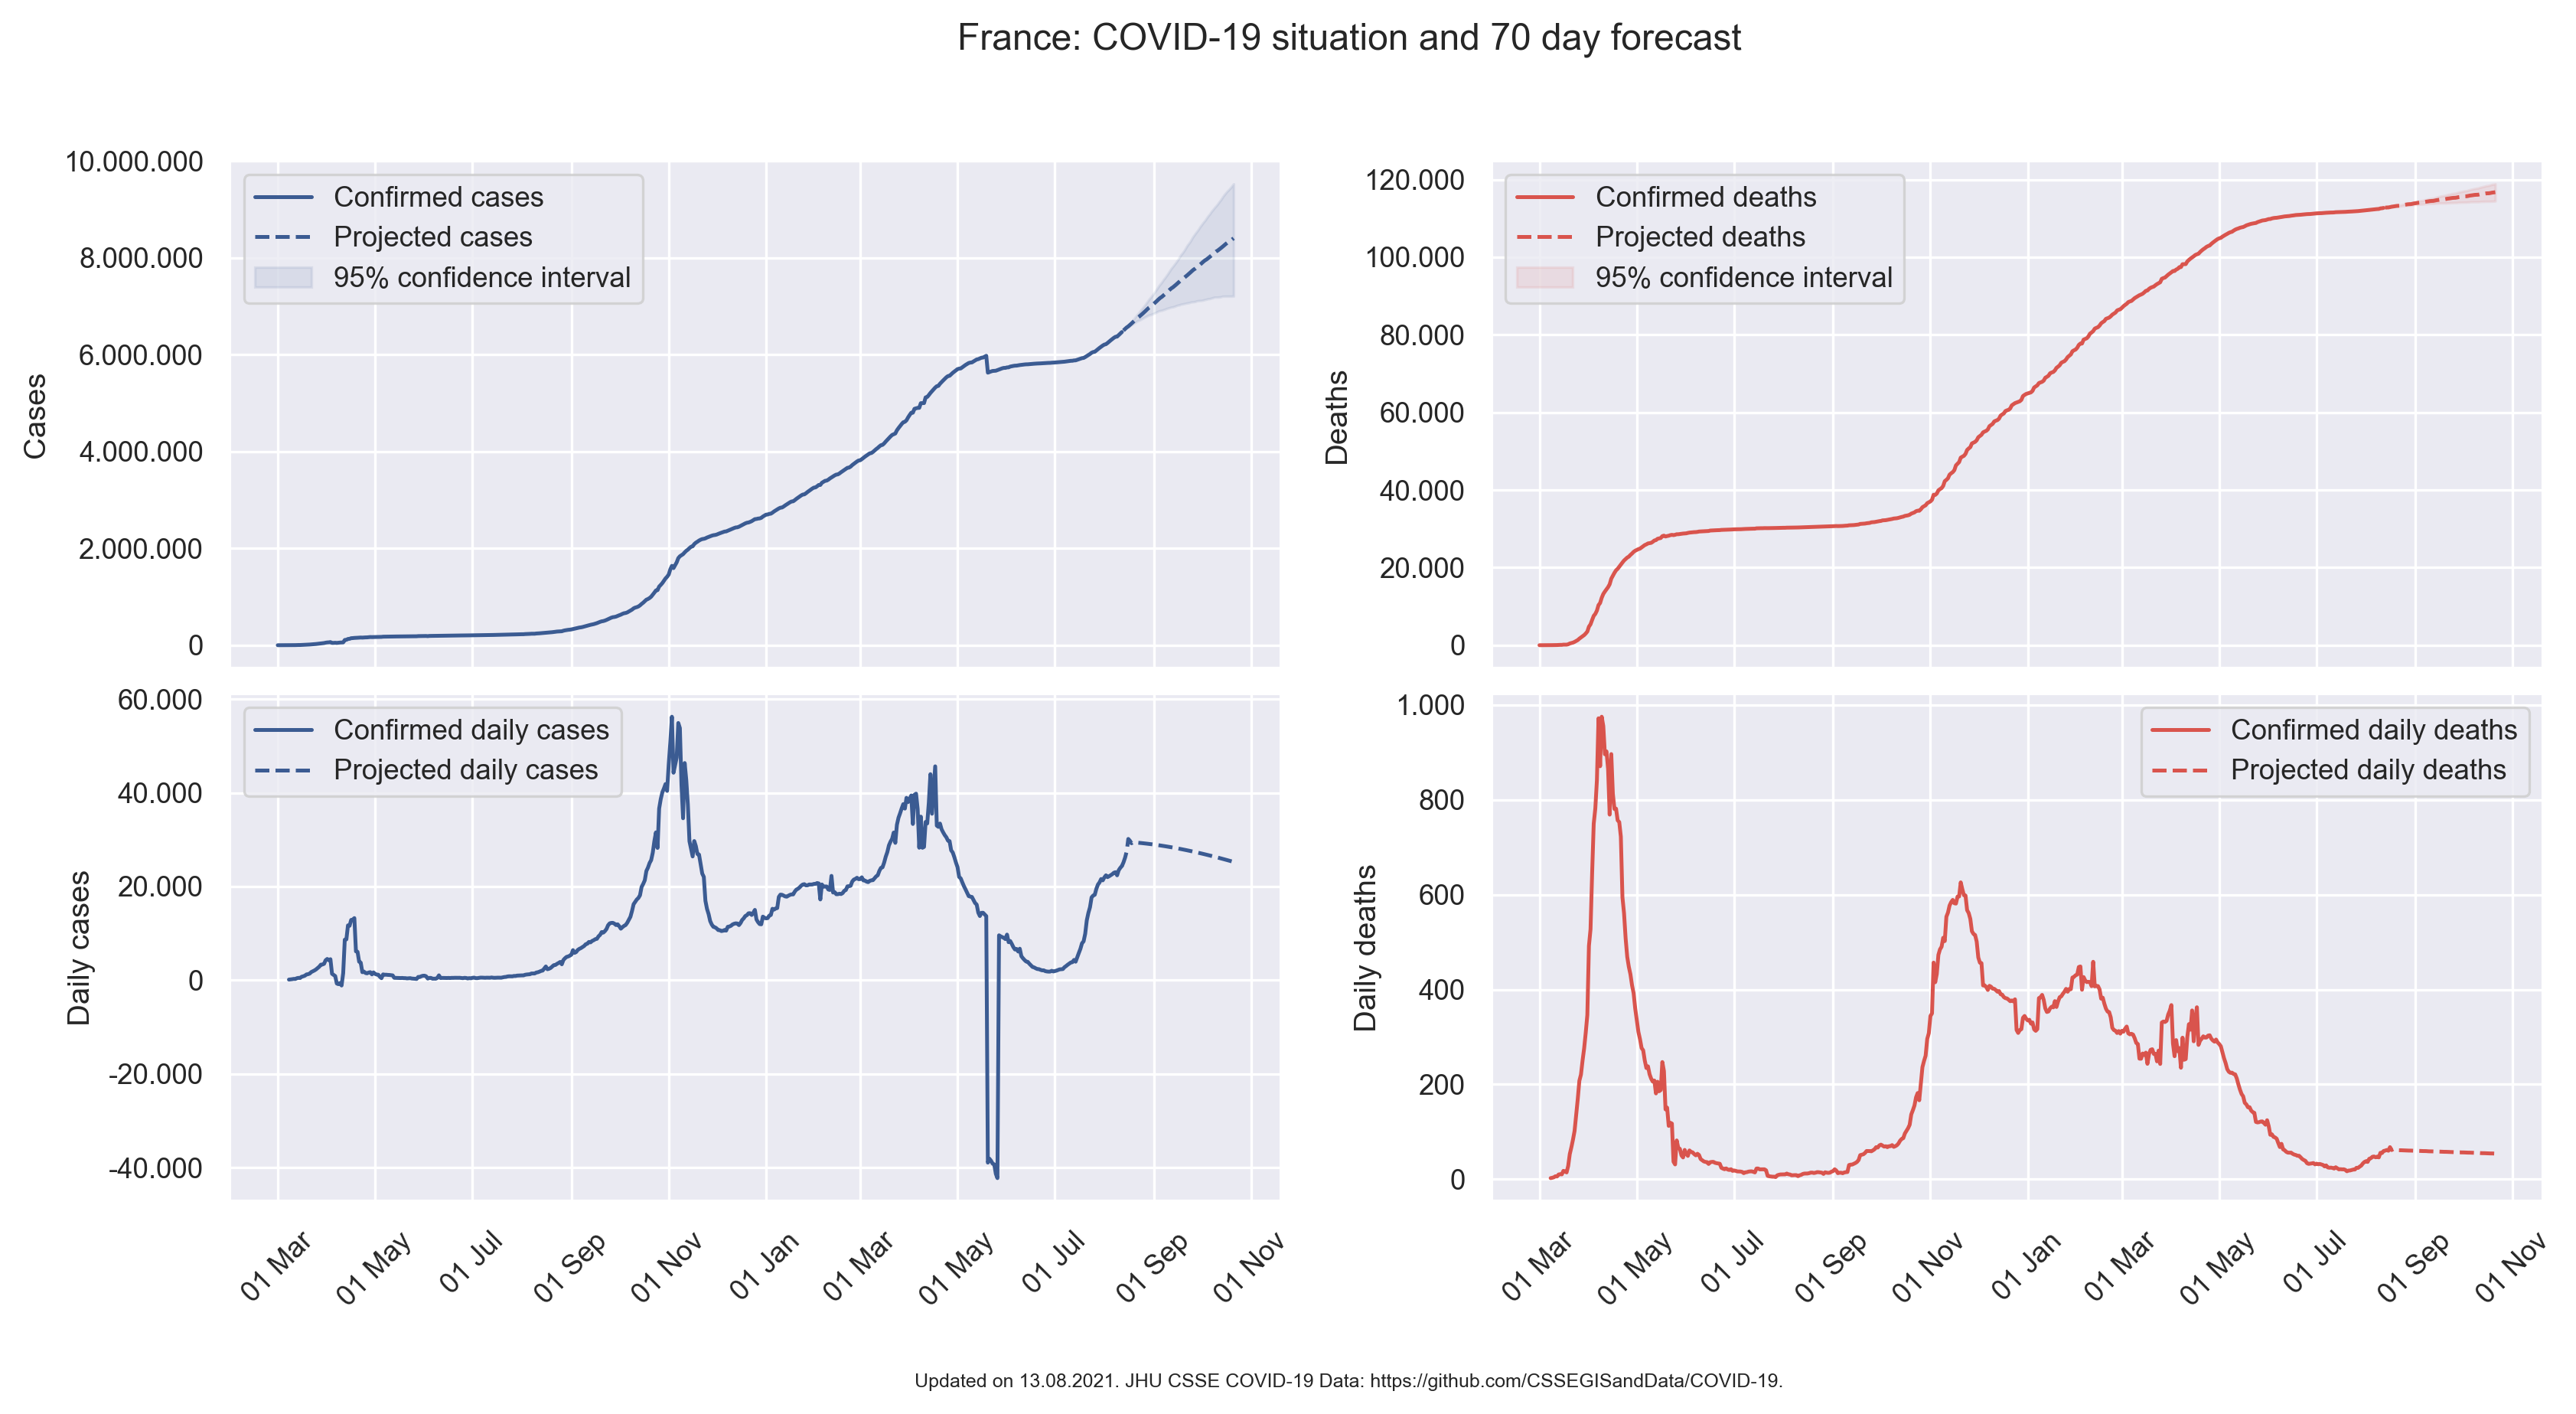 France: COVID-19 situation and 70 day forecast
10.000.000
8.000.000
6.000.000
4.000.000
2.000.000
0
Cases
Confirmed cases
Projected cases
95% confidence interval
120.000
100.000
80.000
60.000
40.000
20.000
0
Deaths
Confirmed deaths
Projected deaths
95% confidence interval
60.000
40.000
20.000
0
-20.000
-40.000
Daily cases
Confirmed daily cases
Projected daily cases
01 Mar
01 May
01 Jul
01 Sep
01 Nov
01 Jan
01 Mar
01 May
01 Jul
01 Sep
01 Nov
1.000
800
600
400
200
0
Daily deaths
Confirmed daily deaths
Projected daily deaths
01 Mar
01 May
01 Jul
01 Sep
01 Nov
01 Jan
01 Mar
01 May
01 Jul
01 Sep
01 Nov
Updated on 13.08.2021. JHU CSSE COVID-19 Data: https://github.com/CSSEGISandData/COVID-19.